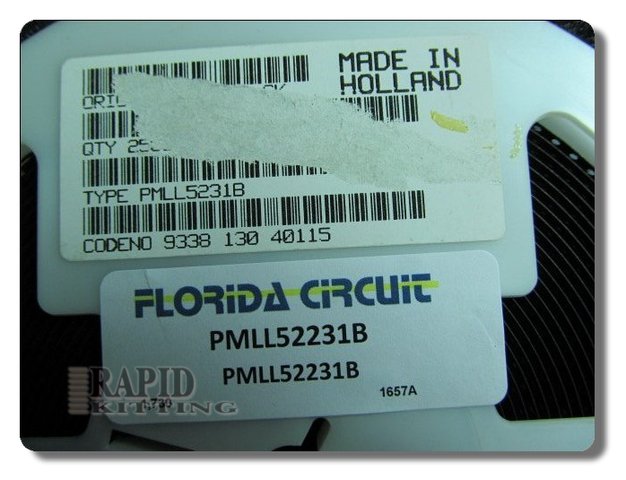 MADE IN
HOLLAND
QTY
TYPE PMLL5231B
CODENO 9338 130 40115
FLORIDA CIRCUIT
PMLL52231B
PMLL52231B
1657A
RAPID
KITTING